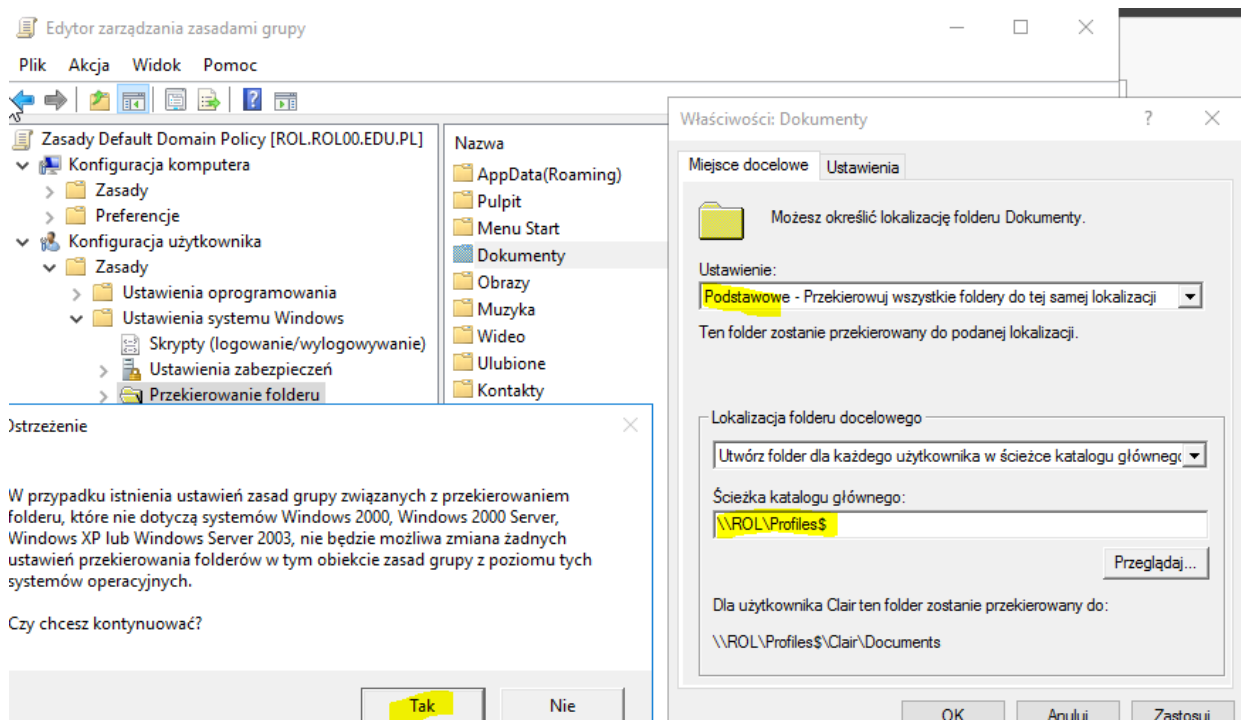 Edytor zarządzania zasadami grupy
Plik Akcja Widok Pomoc
Zasady Default Domain Policy [ROL.ROL00.EDU.PL]
Konfiguracja komputera
Zasady
Preferencje
Konfiguracja użytkownika
Zasady
Ustawienia oprogramowania
Ustawienia systemu Windows
Skrypty (logowanie/wylogowywanie)
Ustawienia zabezpieczeń
Przekierowanie folderu
Nazwa
AppData(Roaming)
Pulpit
Menu Start
Dokumenty
Obrazy
Muzyka
Wideo
Ulubione
Kontakty
Właściwości: Dokumenty
? 
Miejsce docelowe Ustawienia
Możesz określić lokalizację folderu Dokumenty.
Ustawienie:
Podstawowe - Przekierowuj wszystkie foldery do tej samej lokalizacji
Ten folder zostanie przekierowany do podanej lokalizacji.
Lokalizacja folderu docelowego
Utwórz folder dla każdego użytkownika w ścieżce katalogu główneg
Ścieżka katalogu głównego:
\\ROL\Profiles$
Przeglądaj...
Dla użytkownika Clair ten folder zostanie przekierowany do:
\\ROL\Profiles$\Clair\Documents
OK Anuluj Zastosuj
Ostrzeżenie
W przypadku istnienia ustawień zasad grupy związanych z przekierowaniem
folderu, które nie dotyczą systemów Windows 2000, Windows 2000 Server,
Windows XP lub Windows Server 2003, nie będzie możliwa zmiana żadnych
ustawień przekierowania folderów w tym obiekcie zasad grupy z poziomu tych
systemów operacyjnych.
Czy chcesz kontynuować?
Tak Nie